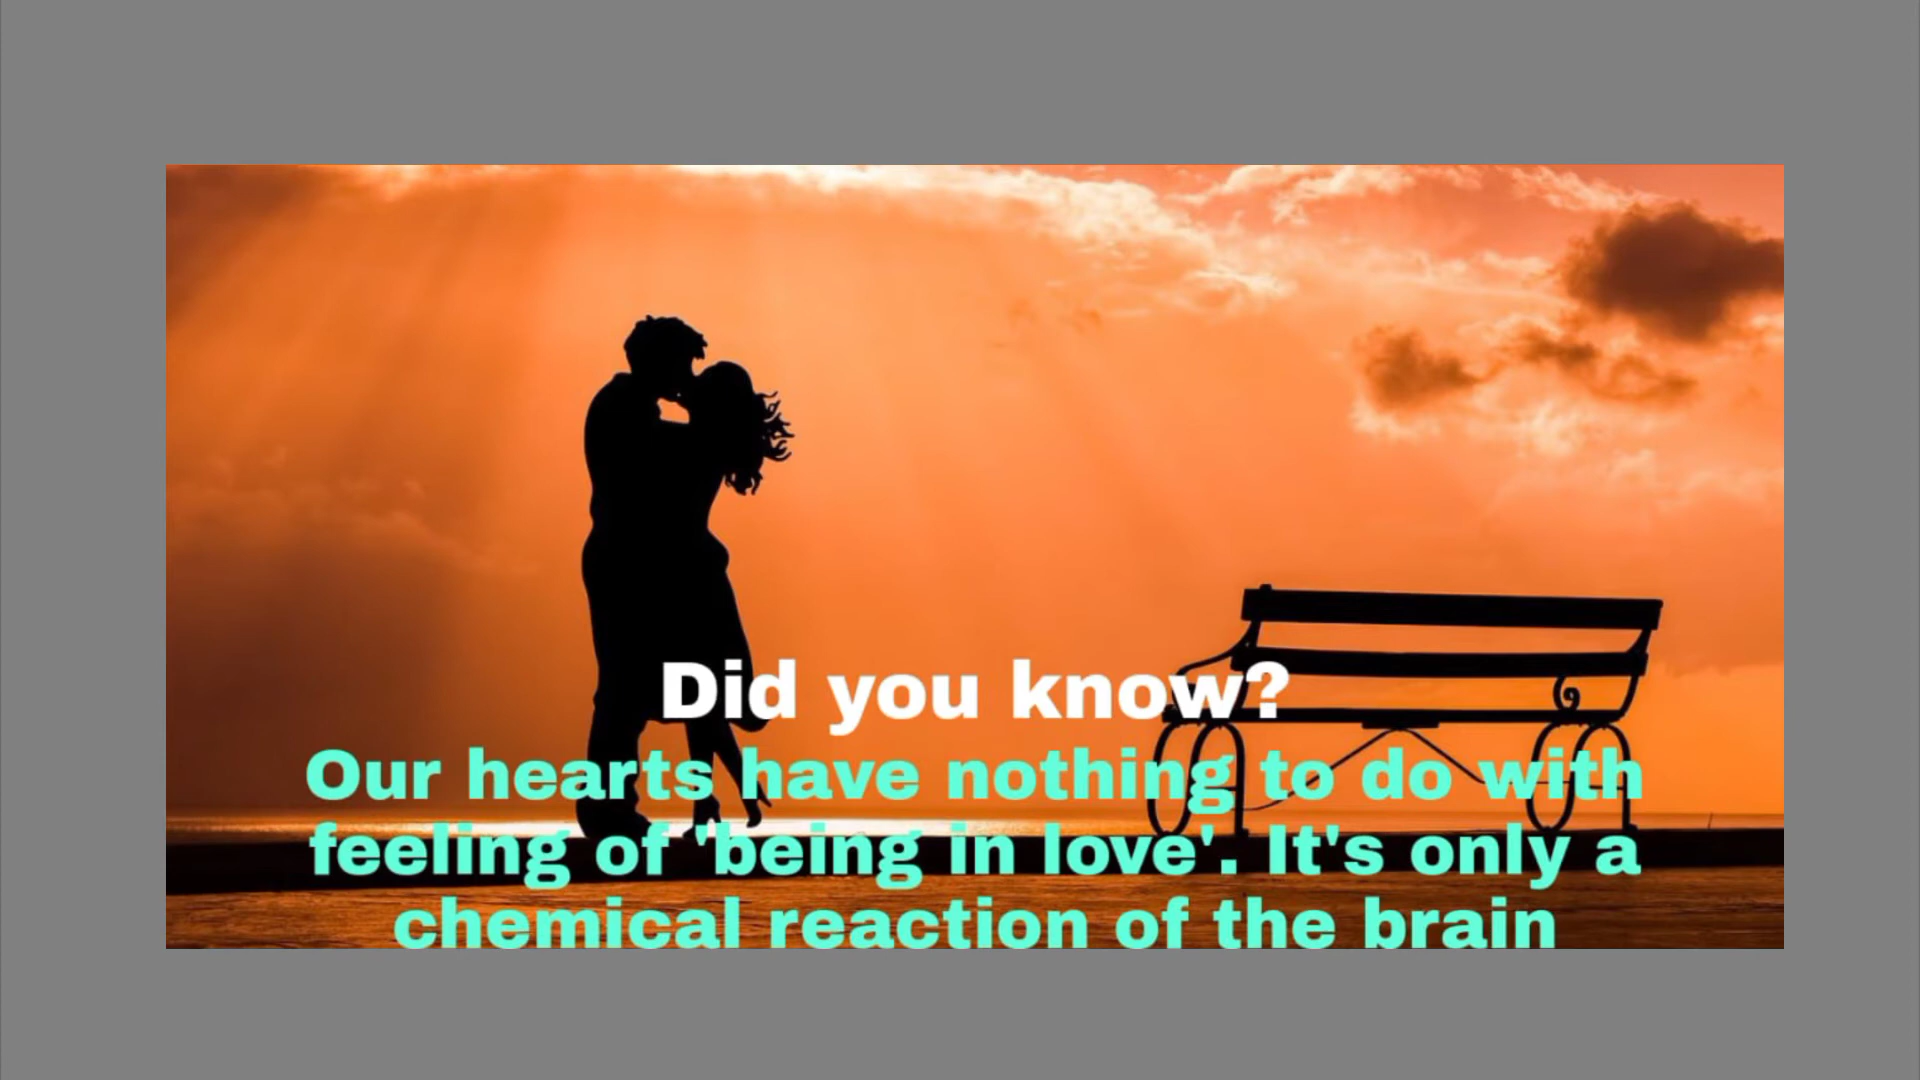 Did you know?
Our hearts have nothing to do with
feeling of 'being in love'. It's only a
chemical reaction of the brain